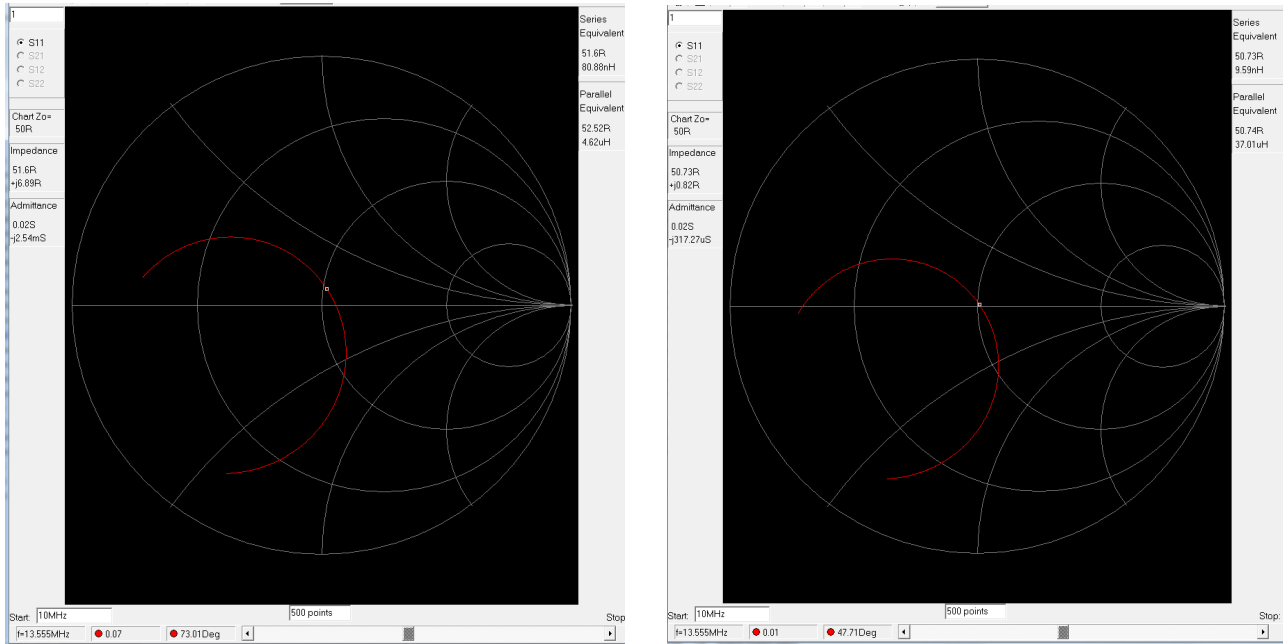 1
S11
S21
S12
S22
Chart Zo=
50R
Impedance
51.6R
+j6.89R
Admittance
0.02S
-j2.54mS
Series
Equivalent
51.6R
80.88nH
Parallel
Equivalent
52.52R
4.62uH
Start: 10MHz
500 points
Stop:
f=13.555MHz
0.07
73.01Deg
1
S11
S21
S12
S22
Chart Zo=
50R
Impedance
50.73R
+j0.82R
Admittance
0.02S
-j317.27uS
Series
Equivalent
50.73R
9.59nH
Parallel
Equivalent
50.74R
37.01uH
Start: 10MHz
500 points
Stop:
f=13.555MHz
0.01
47.71Deg